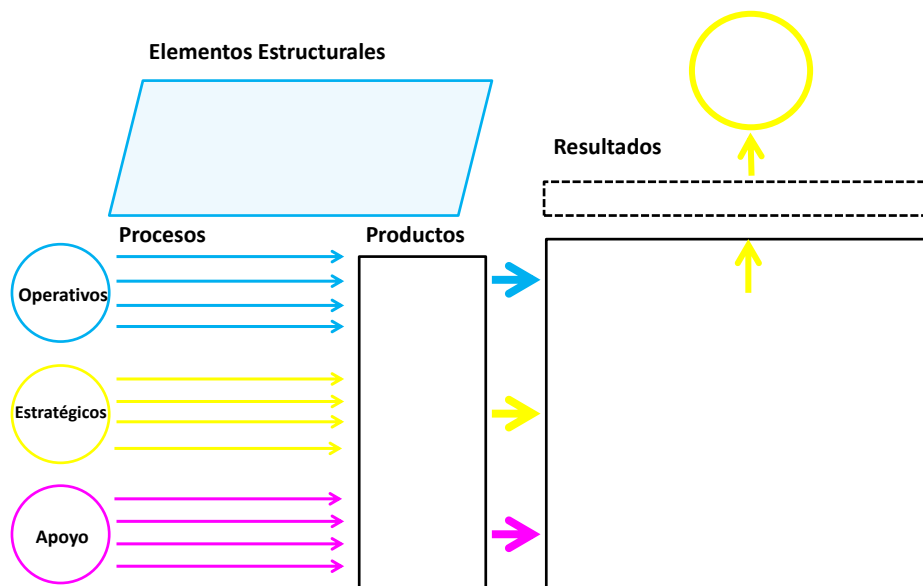 Elementos Estructurales
Resultados
Procesos
Productos
Operativos
Estratégicos
Apoyo